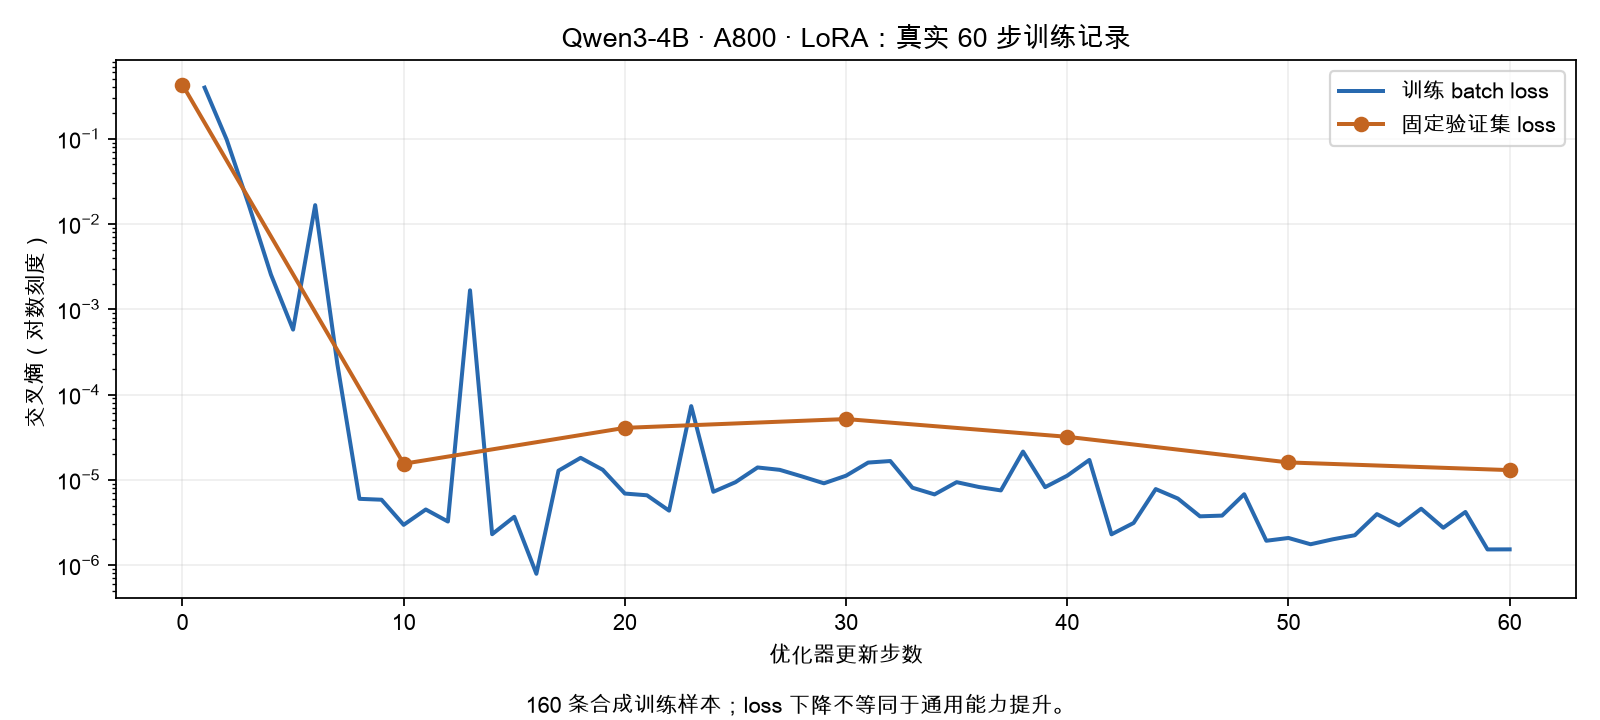 Qwen3-4B · A800 · LoRA：真实 60 步训练记录
训练 batch loss
固定验证集 loss
交叉熵（对数刻度）
10⁻¹
10⁻²
10⁻³
10⁻⁴
10⁻⁵
10⁻⁶
0 10 20 30 40 50 60
优化器更新步数
160 条合成训练样本；loss 下降不等同于通用能力提升。